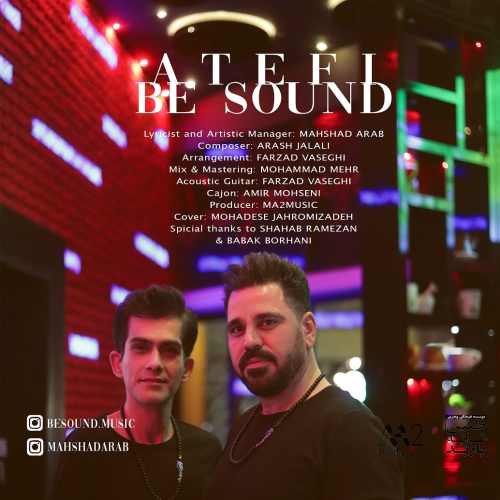 ATEFI
BE SOUND
Lyricist and Artistic Manager: MAHSHAD ARAB
Composer: ARASH JALALI
Arrangement: FARZAD VASEGHI
Mix & Mastering: MOHAMMAD MEHR
Acoustic Guitar: FARZAD VASEGHI
Cajon: AMIR MOHSENI
Producer: MA2MUSIC
Cover: MOHADESE JAHROMIZADEH
Spicial thanks to SHAHAB RAMEZAN
& BABAK BORHANI
BESOUND.MUSIC
MAHSHADARAB